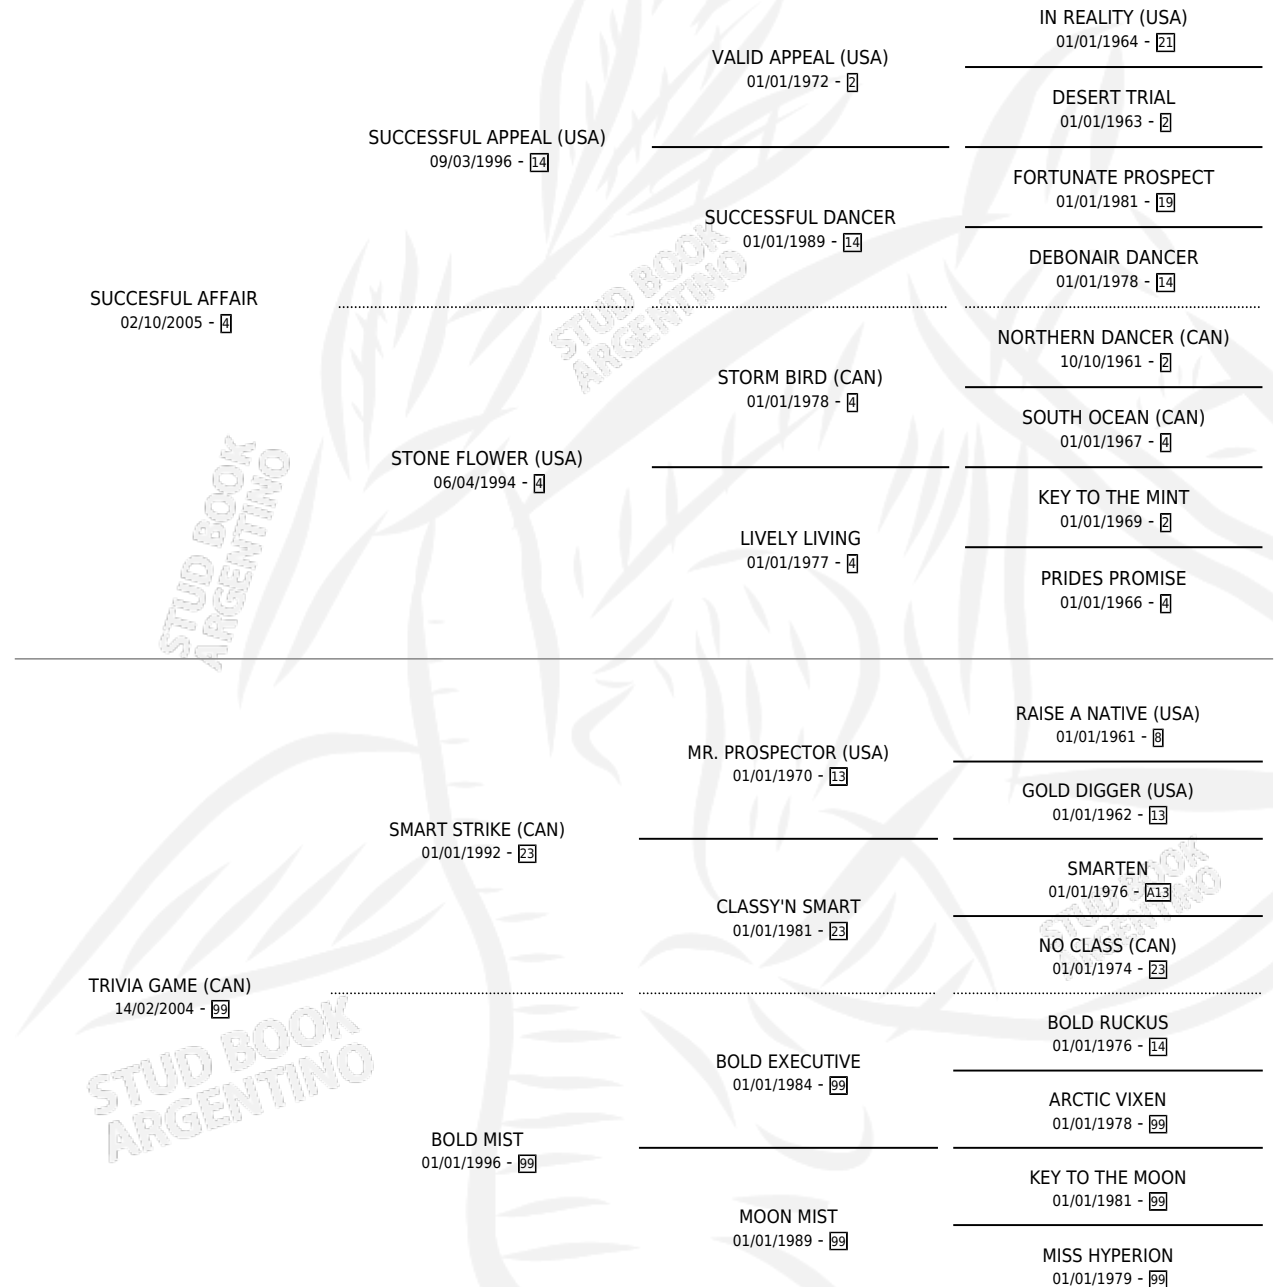 IN REALITY (USA)
01/01/1964 - 21
VALID APPEAL (USA)
01/01/1972 - 2
DESERT TRIAL
01/01/1963 - 2
SUCCESSFUL APPEAL (USA)
09/03/1996 - 14
FORTUNATE PROSPECT
01/01/1981 - 19
SUCCESSFUL DANCER
01/01/1989 - 14
DEBONAIR DANCER
01/01/1978 - 14
SUCCESFUL AFFAIR
02/10/2005 - 4
NORTHERN DANCER (CAN)
10/10/1961 - 2
STORM BIRD (CAN)
01/01/1978 - 4
SOUTH OCEAN (CAN)
01/01/1967 - 4
STONE FLOWER (USA)
06/04/1994 - 4
KEY TO THE MINT
01/01/1969 - 2
LIVELY LIVING
01/01/1977 - 4
PRIDES PROMISE
01/01/1966 - 4
STUD BOOK
ARGENTINO
STUD BOOK
ARGENTINO
RAISE A NATIVE (USA)
01/01/1961 - 8
MR. PROSPECTOR (USA)
01/01/1970 - 13
GOLD DIGGER (USA)
01/01/1962 - 13
SMART STRIKE (CAN)
01/01/1992 - 23
SMARTEN
01/01/1976 - A13
CLASSY'N SMART
01/01/1981 - 23
NO CLASS (CAN)
01/01/1974 - 23
TRIVIA GAME (CAN)
14/02/2004 - 99
BOLD RUCKUS
01/01/1976 - 14
BOLD EXECUTIVE
01/01/1984 - 99
ARCTIC VIXEN
01/01/1978 - 99
BOLD MIST
01/01/1996 - 99
KEY TO THE MOON
01/01/1981 - 99
MOON MIST
01/01/1989 - 99
MISS HYPERION
01/01/1979 - 99
STUD BOOK
ARGENTINO
STUD BOOK
ARGENTINO